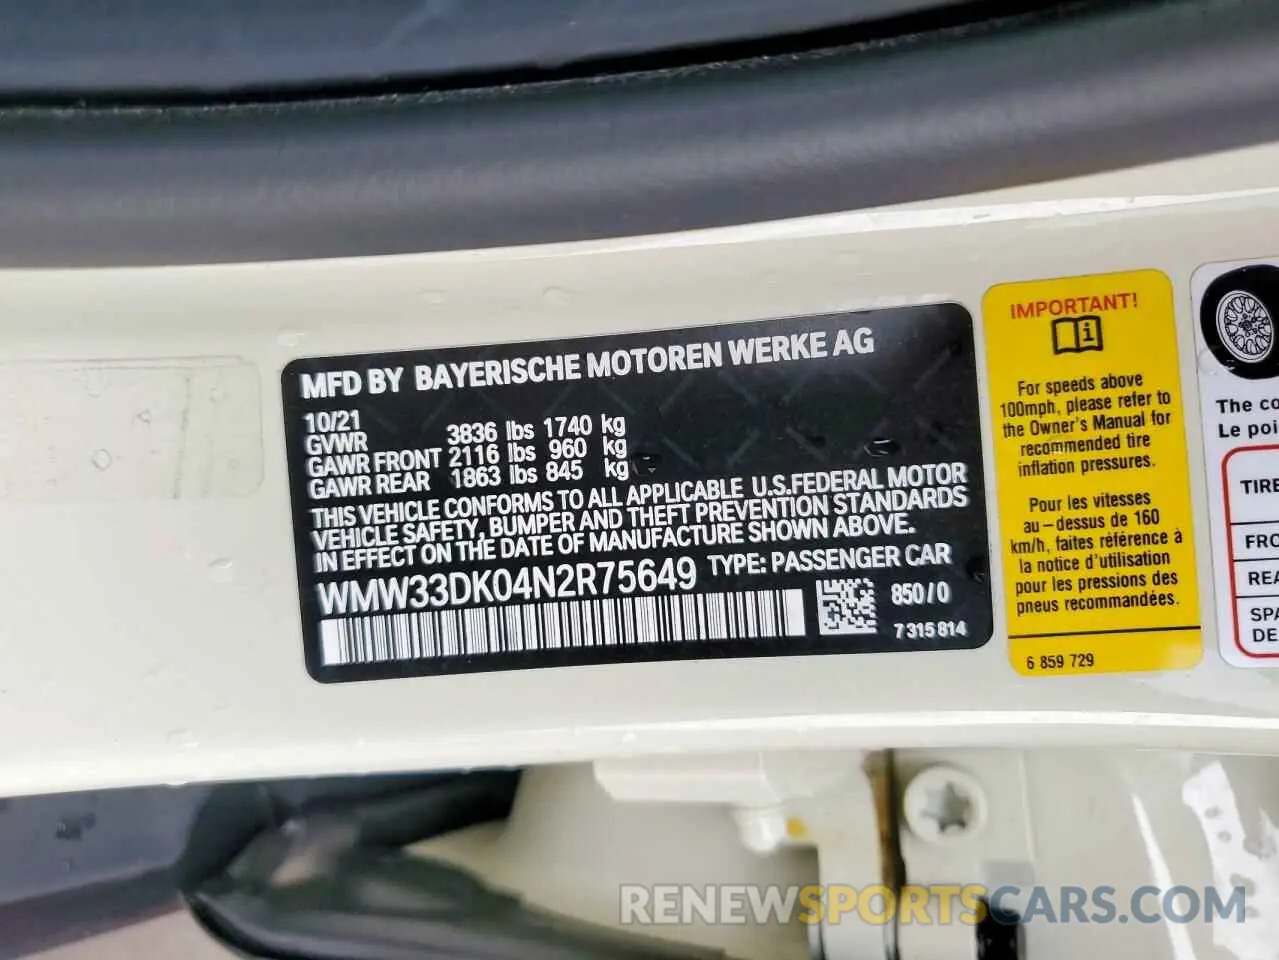 MFD BY BAYERISCHE MOTOREN WERKE AG
10/21
GVWR 3836 lbs 1740 kg
GAWR FRONT 2116 lbs 960 kg
GAWR REAR 1863 lbs 845 kg
THIS VEHICLE CONFORMS TO ALL APPLICABLE U.S.FEDERAL MOTOR
VEHICLE SAFETY, BUMPER AND THEFT PREVENTION STANDARDS
IN EFFECT ON THE DATE OF MANUFACTURE SHOWN ABOVE.
WMW33DK04N2R75649 TYPE: PASSENGER CAR
850/0
7 315 814
IMPORTANT!
For speeds above
100mph, please refer to
the Owner's Manual for
recommended tire
inflation pressures.
Pour les vitesses
au-dessus de 160
km/h, faites référence à
la notice d'utilisation
pour les pressions des
pneus recommandées.
6 859 729
The co
Le poi
TIRE
FRO
REA
SPA
DE
RENEWSPORTSCARS.COM